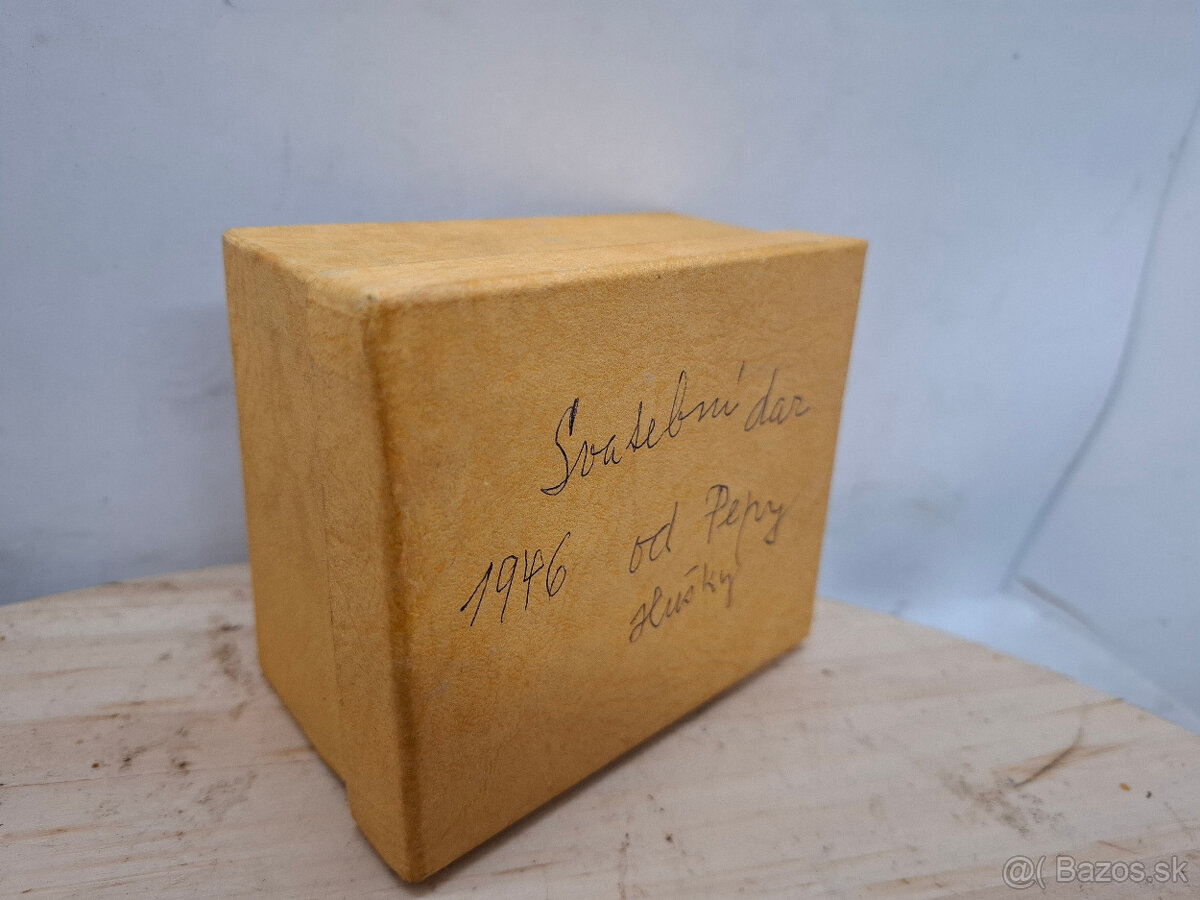 Svatební dar
1946 od Pepy
Hušky
@( Bazos.sk